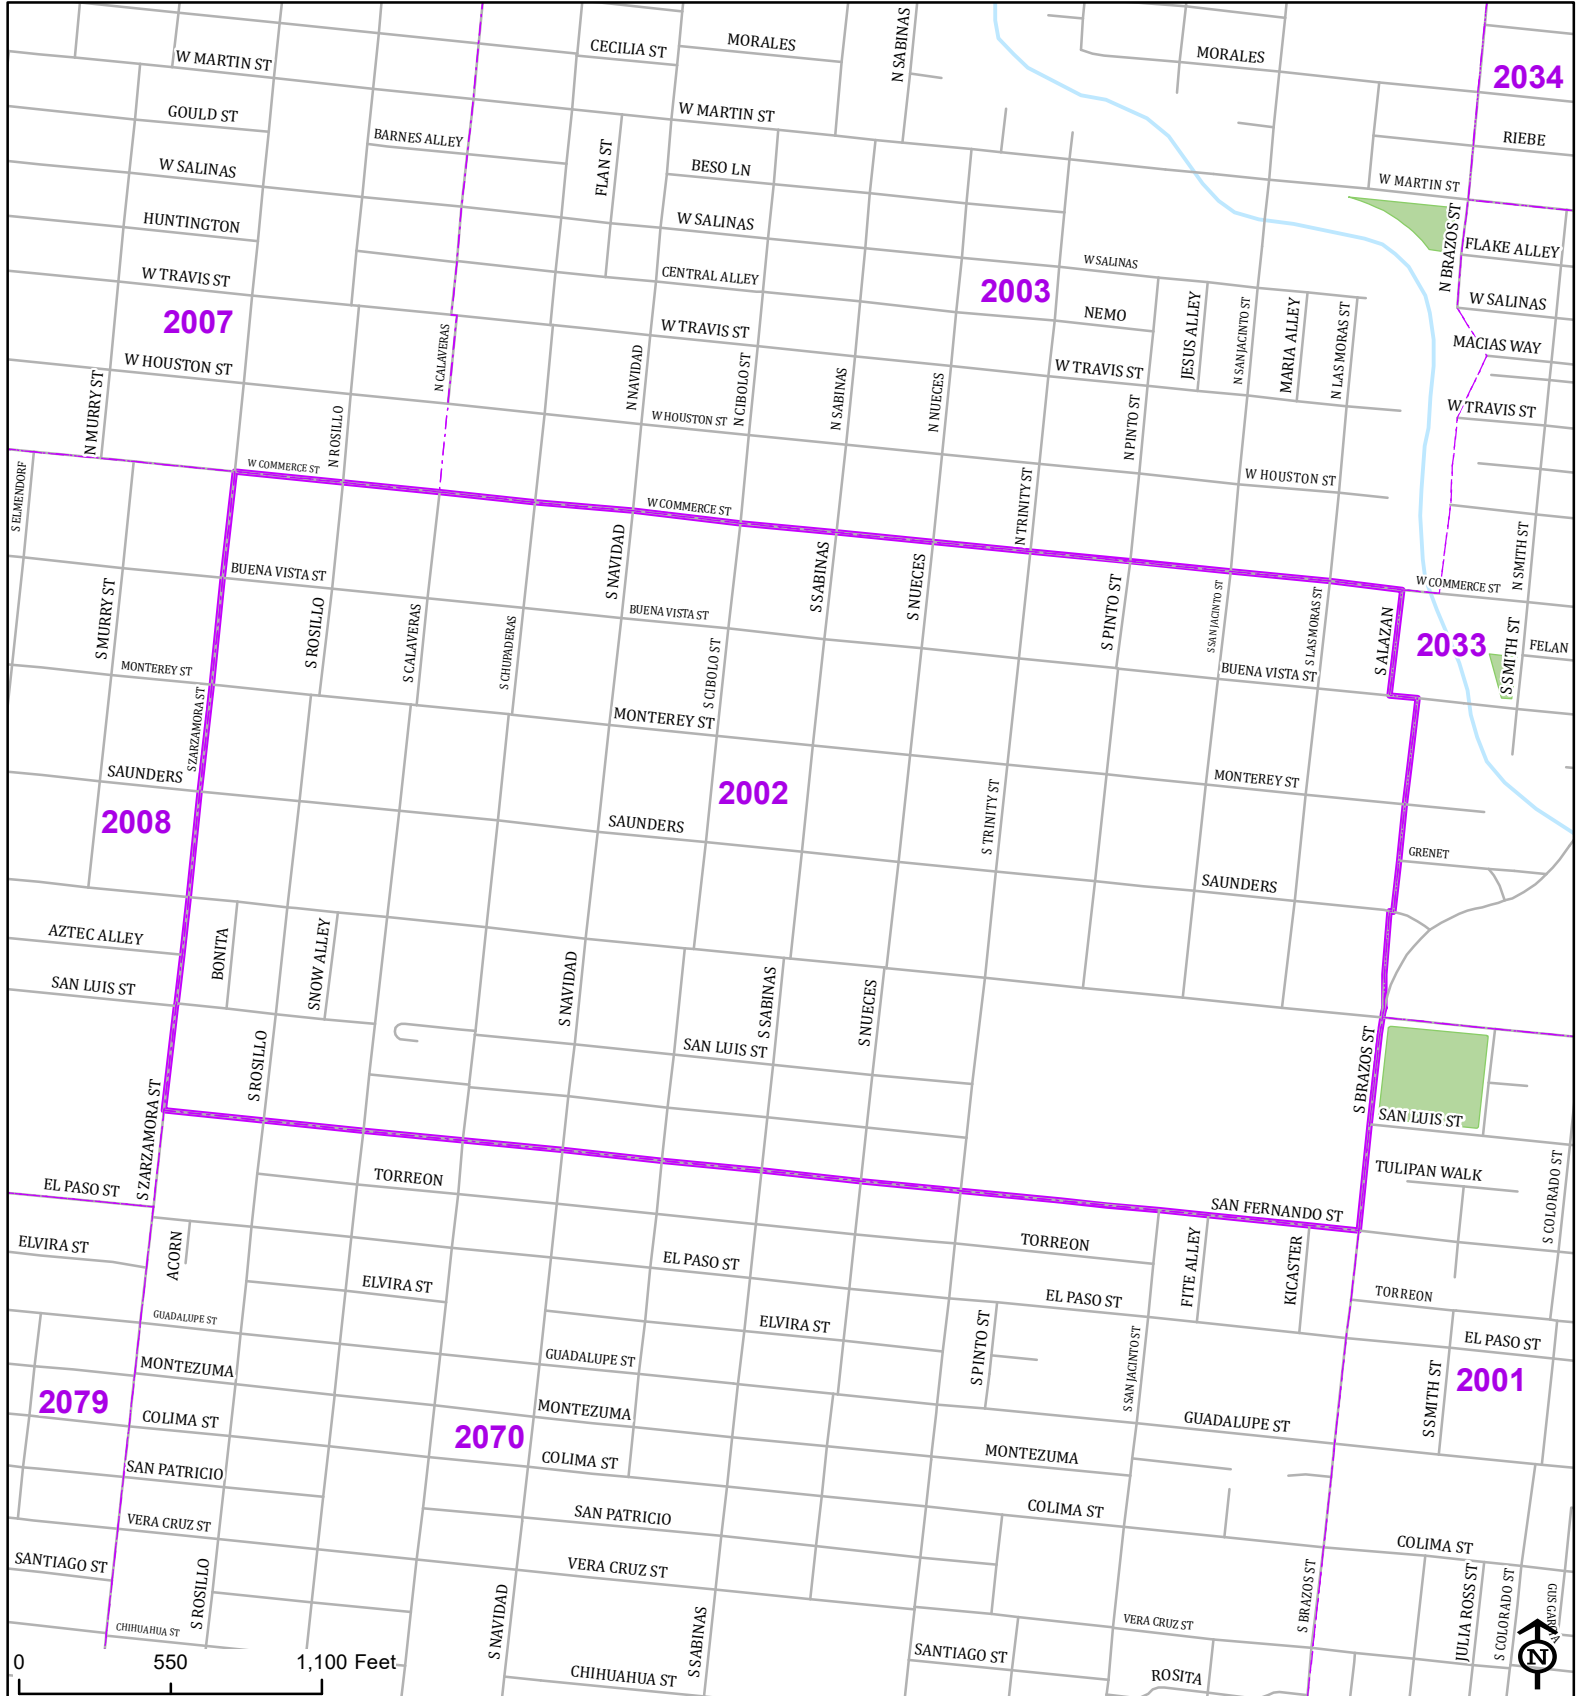 CECILIA ST
MORALES
N SABINAS
MORALES
2034
W MARTIN ST
GOULD ST
BARNES ALLEY
W MARTIN ST
FLAN ST
RIEBE
W SALINAS
BESO LN
W MARTIN ST
HUNTINGTON
W SALINAS
N BRAZOS ST
FLAKE ALLEY
W TRAVIS ST
CENTRAL ALLEY
W SALINAS
2003
W SALINAS
2007
NEMO
JESUS ALLEY
N SAN JACINTO ST
MARIA ALLEY
N LAS MORAS ST
W TRAVIS ST
MACIAS WAY
W HOUSTON ST
N CALAVERAS
N NAVIDAD
N CIBOLO ST
N SABINAS
N NUECES
W TRAVIS ST
N MURRY ST
N ROSILLO
W HOUSTON ST
N PINTO ST
W TRAVIS ST
S ELMENDORF
W COMMERCE ST
W COMMERCE ST
N TRINITY ST
W HOUSTON ST
N SMITH ST
S MURRY ST
BUENA VISTA ST
S ROSILLO
S CALAVERAS
S CHUPADERAS
S NAVIDAD
BUENA VISTA ST
S CIBOLO ST
S SABINAS
S NUECES
S PINTO ST
S SAN JACINTO ST
S LAS MORAS ST
W COMMERCE ST
S ALAZAN
2033
S SMITH ST
FELAN
MONTEREY ST
S ZARZAMORA ST
BUENA VISTA ST
MONTEREY ST
SAUNDERS
2008
2002
S TRINITY ST
MONTEREY ST
SAUNDERS
GRENET
SAUNDERS
AZTEC ALLEY
BONITA
SNOW ALLEY
SAN LUIS ST
S NAVIDAD
S SABINAS
S NUECES
S ROSILLO
SAN LUIS ST
S BRAZOS ST
S ZARZAMORA ST
SAN LUIS ST
EL PASO ST
TORREON
TULIPAN WALK
S COLORADO ST
SAN FERNANDO ST
ELVIRA ST
ACORN
EL PASO ST
TORREON
FITE ALLEY
KICASTER
ELVIRA ST
EL PASO ST
TORREON
GUADALUPE ST
ELVIRA ST
S PINTO ST
S SAN JACINTO ST
EL PASO ST
MONTEZUMA
GUADALUPE ST
2001
2079
S SMITH ST
COLIMA ST
MONTEZUMA
GUADALUPE ST
2070
SAN PATRICIO
COLIMA ST
MONTEZUMA
VERA CRUZ ST
SAN PATRICIO
COLIMA ST
SANTIAGO ST
VERA CRUZ ST
COLIMA ST
S ROSILLO
S NAVIDAD
S SABINAS
S BRAZOS ST
JULIA ROSS ST
S COLORADO ST
CHIHUAHUA ST
VERA CRUZ ST
SANTIAGO ST
CHIHUAHUA ST
ROSITA
0 550 1,100 Feet
N